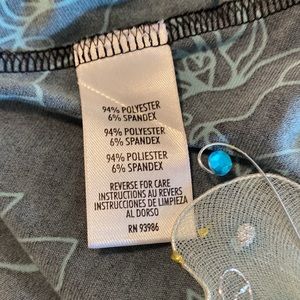 94% POLYESTER
6% SPANDEX
94% POLYESTER
6% SPANDEX
94% POLIESTER
6% SPANDEX
REVERSE FOR CARE
INSTRUCTIONS AU REVERS
INSTRUCCIONES DE LIMPIEZA
AL DORSO
RN 93986